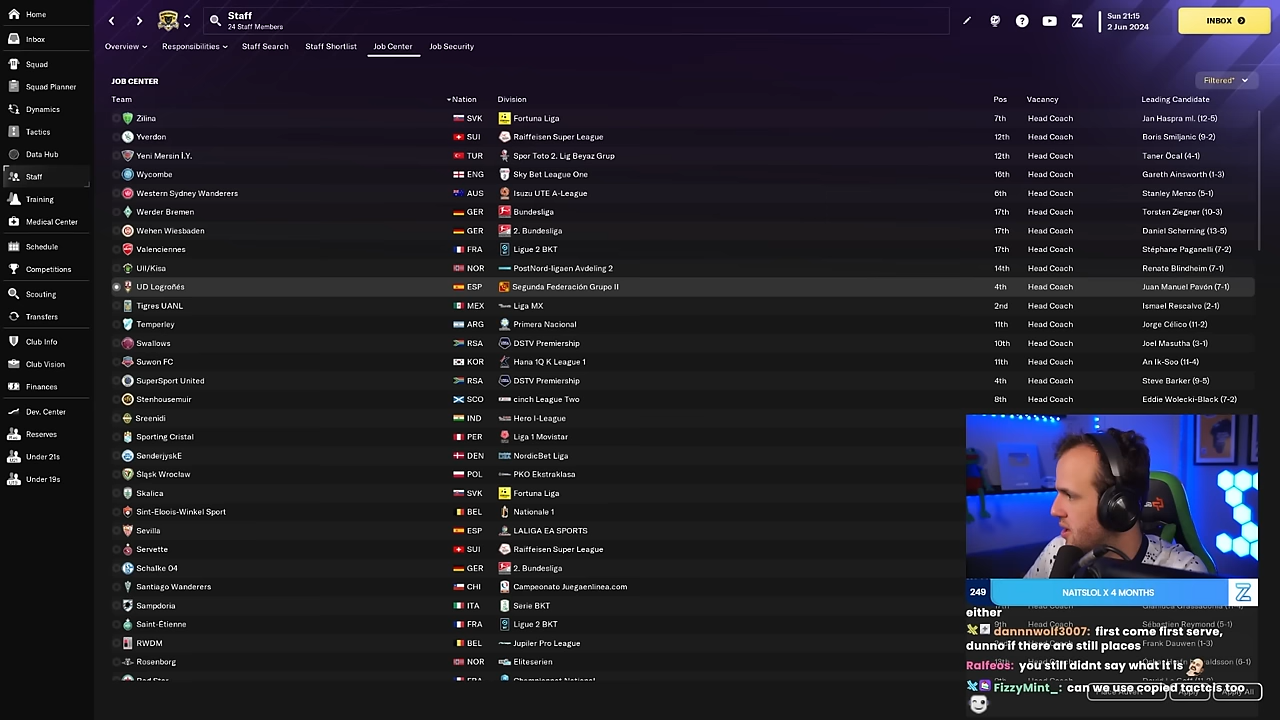 Home
Inbox
Squad
Squad Planner
Dynamics
Tactics
Data Hub
Staff
Training
Medical Center
Schedule
Competitions
Scouting
Transfers
Club Info
Club Vision
Finances
Dev. Center
Reserves
Under 21s
Under 19s
Staff
24 Staff Members
Sun 21:15
2 Jun 2024
INBOX
Overview Responsibilities Staff Search Staff Shortlist Job Center Job Security
JOB CENTER
Filtered*
Team Nation Division Pos Vacancy Leading Candidate
Zilina SVK Fortuna Liga 7th Head Coach Jan Haspra ml. (12-5)
Yverdon SUI Raiffeisen Super League 12th Head Coach Boris Smiljanic (9-2)
Yeni Mersin İ.Y. TUR Spor Toto 2. Lig Beyaz Grup 12th Head Coach Taner Öcal (4-1)
Wycombe ENG Sky Bet League One 16th Head Coach Gareth Ainsworth (1-3)
Western Sydney Wanderers AUS Isuzu UTE A-League 6th Head Coach Stanley Menzo (5-1)
Werder Bremen GER Bundesliga 17th Head Coach Torsten Ziegner (10-3)
Wehen Wiesbaden GER 2. Bundesliga 17th Head Coach Daniel Scherning (13-5)
Valenciennes FRA Ligue 2 BKT 17th Head Coach Stéphane Paganelli (7-2)
Ull/Kisa NOR PostNord-ligaen Avdeling 2 14th Head Coach Renate Blindheim (7-1)
UD Logroñés ESP Segunda Federación Grupo II 4th Head Coach Juan Manuel Pavón (7-1)
Tigres UANL MEX Liga MX 2nd Head Coach Ismael Rescalvo (2-1)
Temperley ARG Primera Nacional 11th Head Coach Jorge Célico (11-2)
Swallows RSA DSTV Premiership 10th Head Coach Joel Masutha (3-1)
Suwon FC KOR Hana 1Q K League 1 11th Head Coach An Ik-Soo (11-4)
SuperSport United RSA DSTV Premiership 4th Head Coach Steve Barker (9-5)
Stenhousemuir SCO cinch League Two 8th Head Coach Eddie Wolecki-Black (7-2)
Sreenidi IND Hero I-League
Sporting Cristal PER Liga 1 Movistar
SønderjyskE DEN NordicBet Liga
Śląsk Wrocław POL PKO Ekstraklasa
Skalica SVK Fortuna Liga
Sint-Eloois-Winkel Sport BEL Nationale 1
Sevilla ESP LALIGA EA SPORTS
Servette SUI Raiffeisen Super League
Schalke 04 GER 2. Bundesliga
Santiago Wanderers CHI Campeonato Juegaenlinea.com
Sampdoria ITA Serie BKT
Saint-Étienne FRA Ligue 2 BKT
RWDM BEL Jupiler Pro League
Rosenborg NOR Eliteserien
249 NAITSLOL X 4 MONTHS
either
dannnwolf3007: first come first serve,
dunno if there are still places
Ralfeos: you still didnt say what it is
FizzyMint_: can we use copied tactcis too